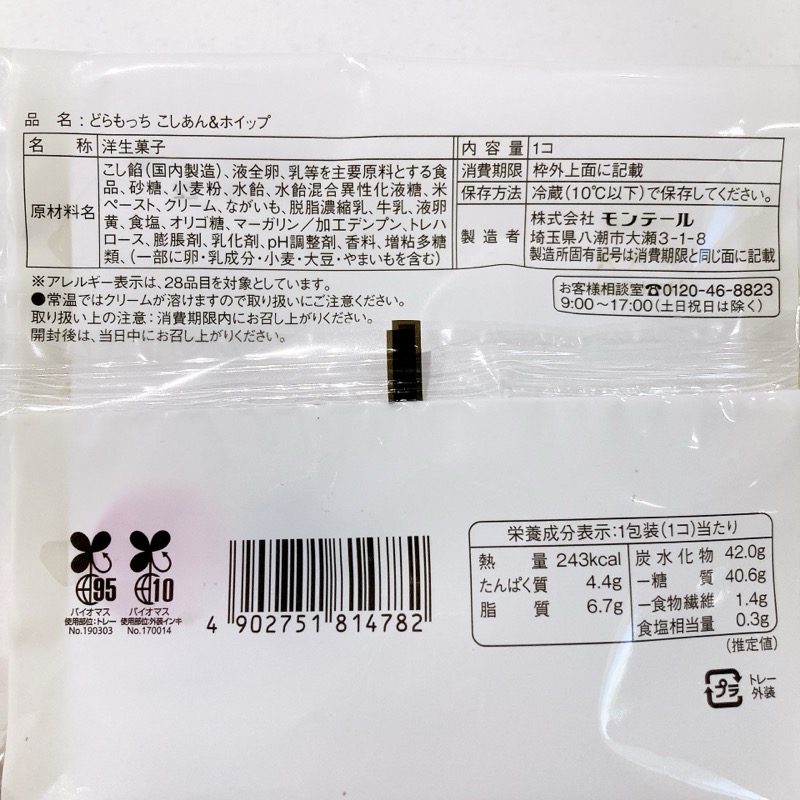 品 名 : どらもっち こしあん&ホイップ
名 称 洋生菓子
原材料名 こし餡(国内製造)、液全卵、乳等を主要原料とする食
品、砂糖、小麦粉、水飴、水飴混合異性化液糖、米
ペースト、クリーム、ながいも、脱脂濃縮乳、牛乳、液卵
黄、食塩、オリゴ糖、マーガリン/加工デンプン、トレハ
ロース、膨脹剤、乳化剤、pH調整剤、香料、増粘多糖
類、(一部に卵・乳成分・小麦・大豆・やまいもを含む)
内 容 量 1コ
消費期限 枠外上面に記載
保存方法 冷蔵(10℃以下)で保存してください。
製 造 者 株式会社 モンテール
埼玉県八潮市大瀬3-1-8
製造所固有記号は消費期限と同じ面に記載
※アレルギー表示は、28品目を対象としています。
●常温ではクリームが溶けますので取り扱いにご注意ください。
取り扱い上の注意:消費期限内にお召し上がりください。
開封後は、当日中にお召し上がりください。
お客様相談室☎0120-46-8823
9:00〜17:00(土日祝日は除く)
95
バイオマス
使用部位:トレー
No.190303
10
バイオマス
使用部位:外装インキ
No.170014
4 902751 814782
栄養成分表示:1包装(1コ)当たり
熱 量 243kcal
たんぱく質 4.4g
脂 質 6.7g
炭水化物 42.0g
ー糖 質 40.6g
ー食物繊維 1.4g
食塩相当量 0.3g
(推定値)
プラ
トレー
外装